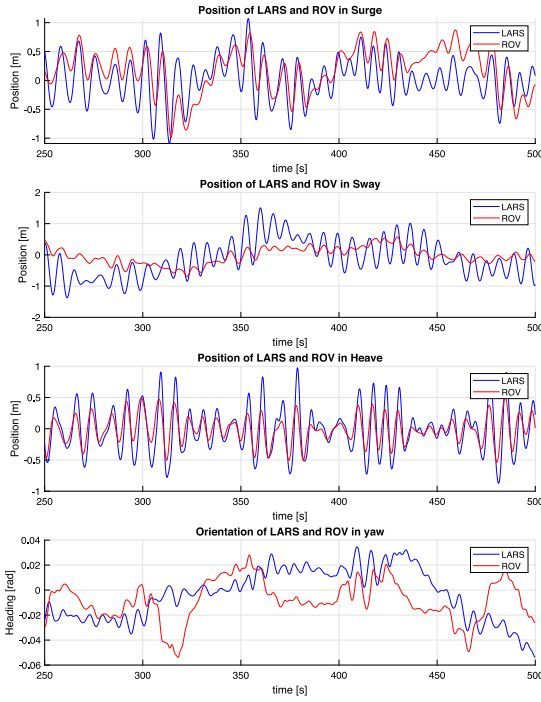 Position of LARS and ROV in Surge
Position [m]
1
0.5
0
-0.5
-1
LARS
ROV
250 300 350 400 450 500
time [s]
Position of LARS and ROV in Sway
Position [m]
2
1
0
-1
-2
LARS
ROV
250 300 350 400 450 500
time [s]
Position of LARS and ROV in Heave
Position [m]
1
0.5
0
-0.5
-1
LARS
ROV
250 300 350 400 450 500
time [s]
Orientation of LARS and ROV in yaw
Heading [rad]
0.04
0.02
0
-0.02
-0.04
-0.06
LARS
ROV
250 300 350 400 450 500
time [s]